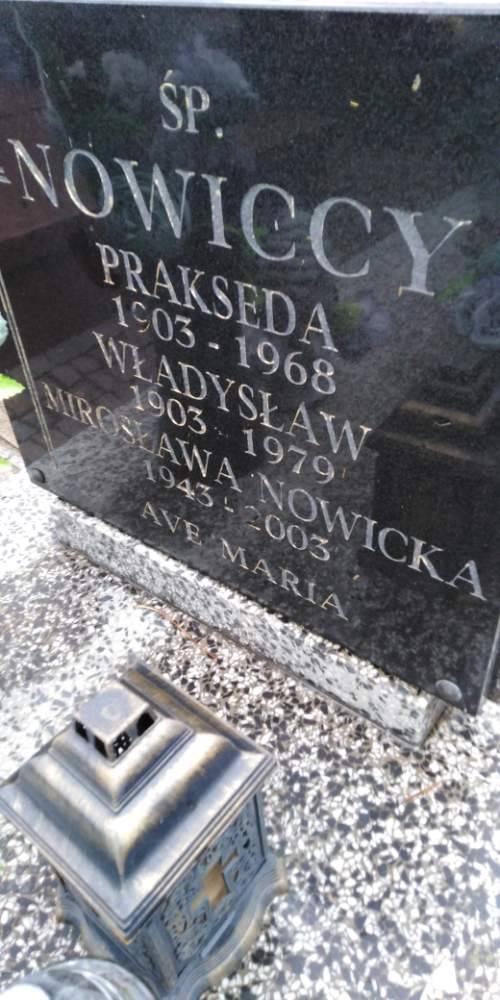 ŚP.
NOWICCY
PRAKSEDA
1903 - 1968
WŁADYSŁAW
1903 - 1979
MIROSŁAWA NOWICKA
1943 - 2003
AVE MARIA